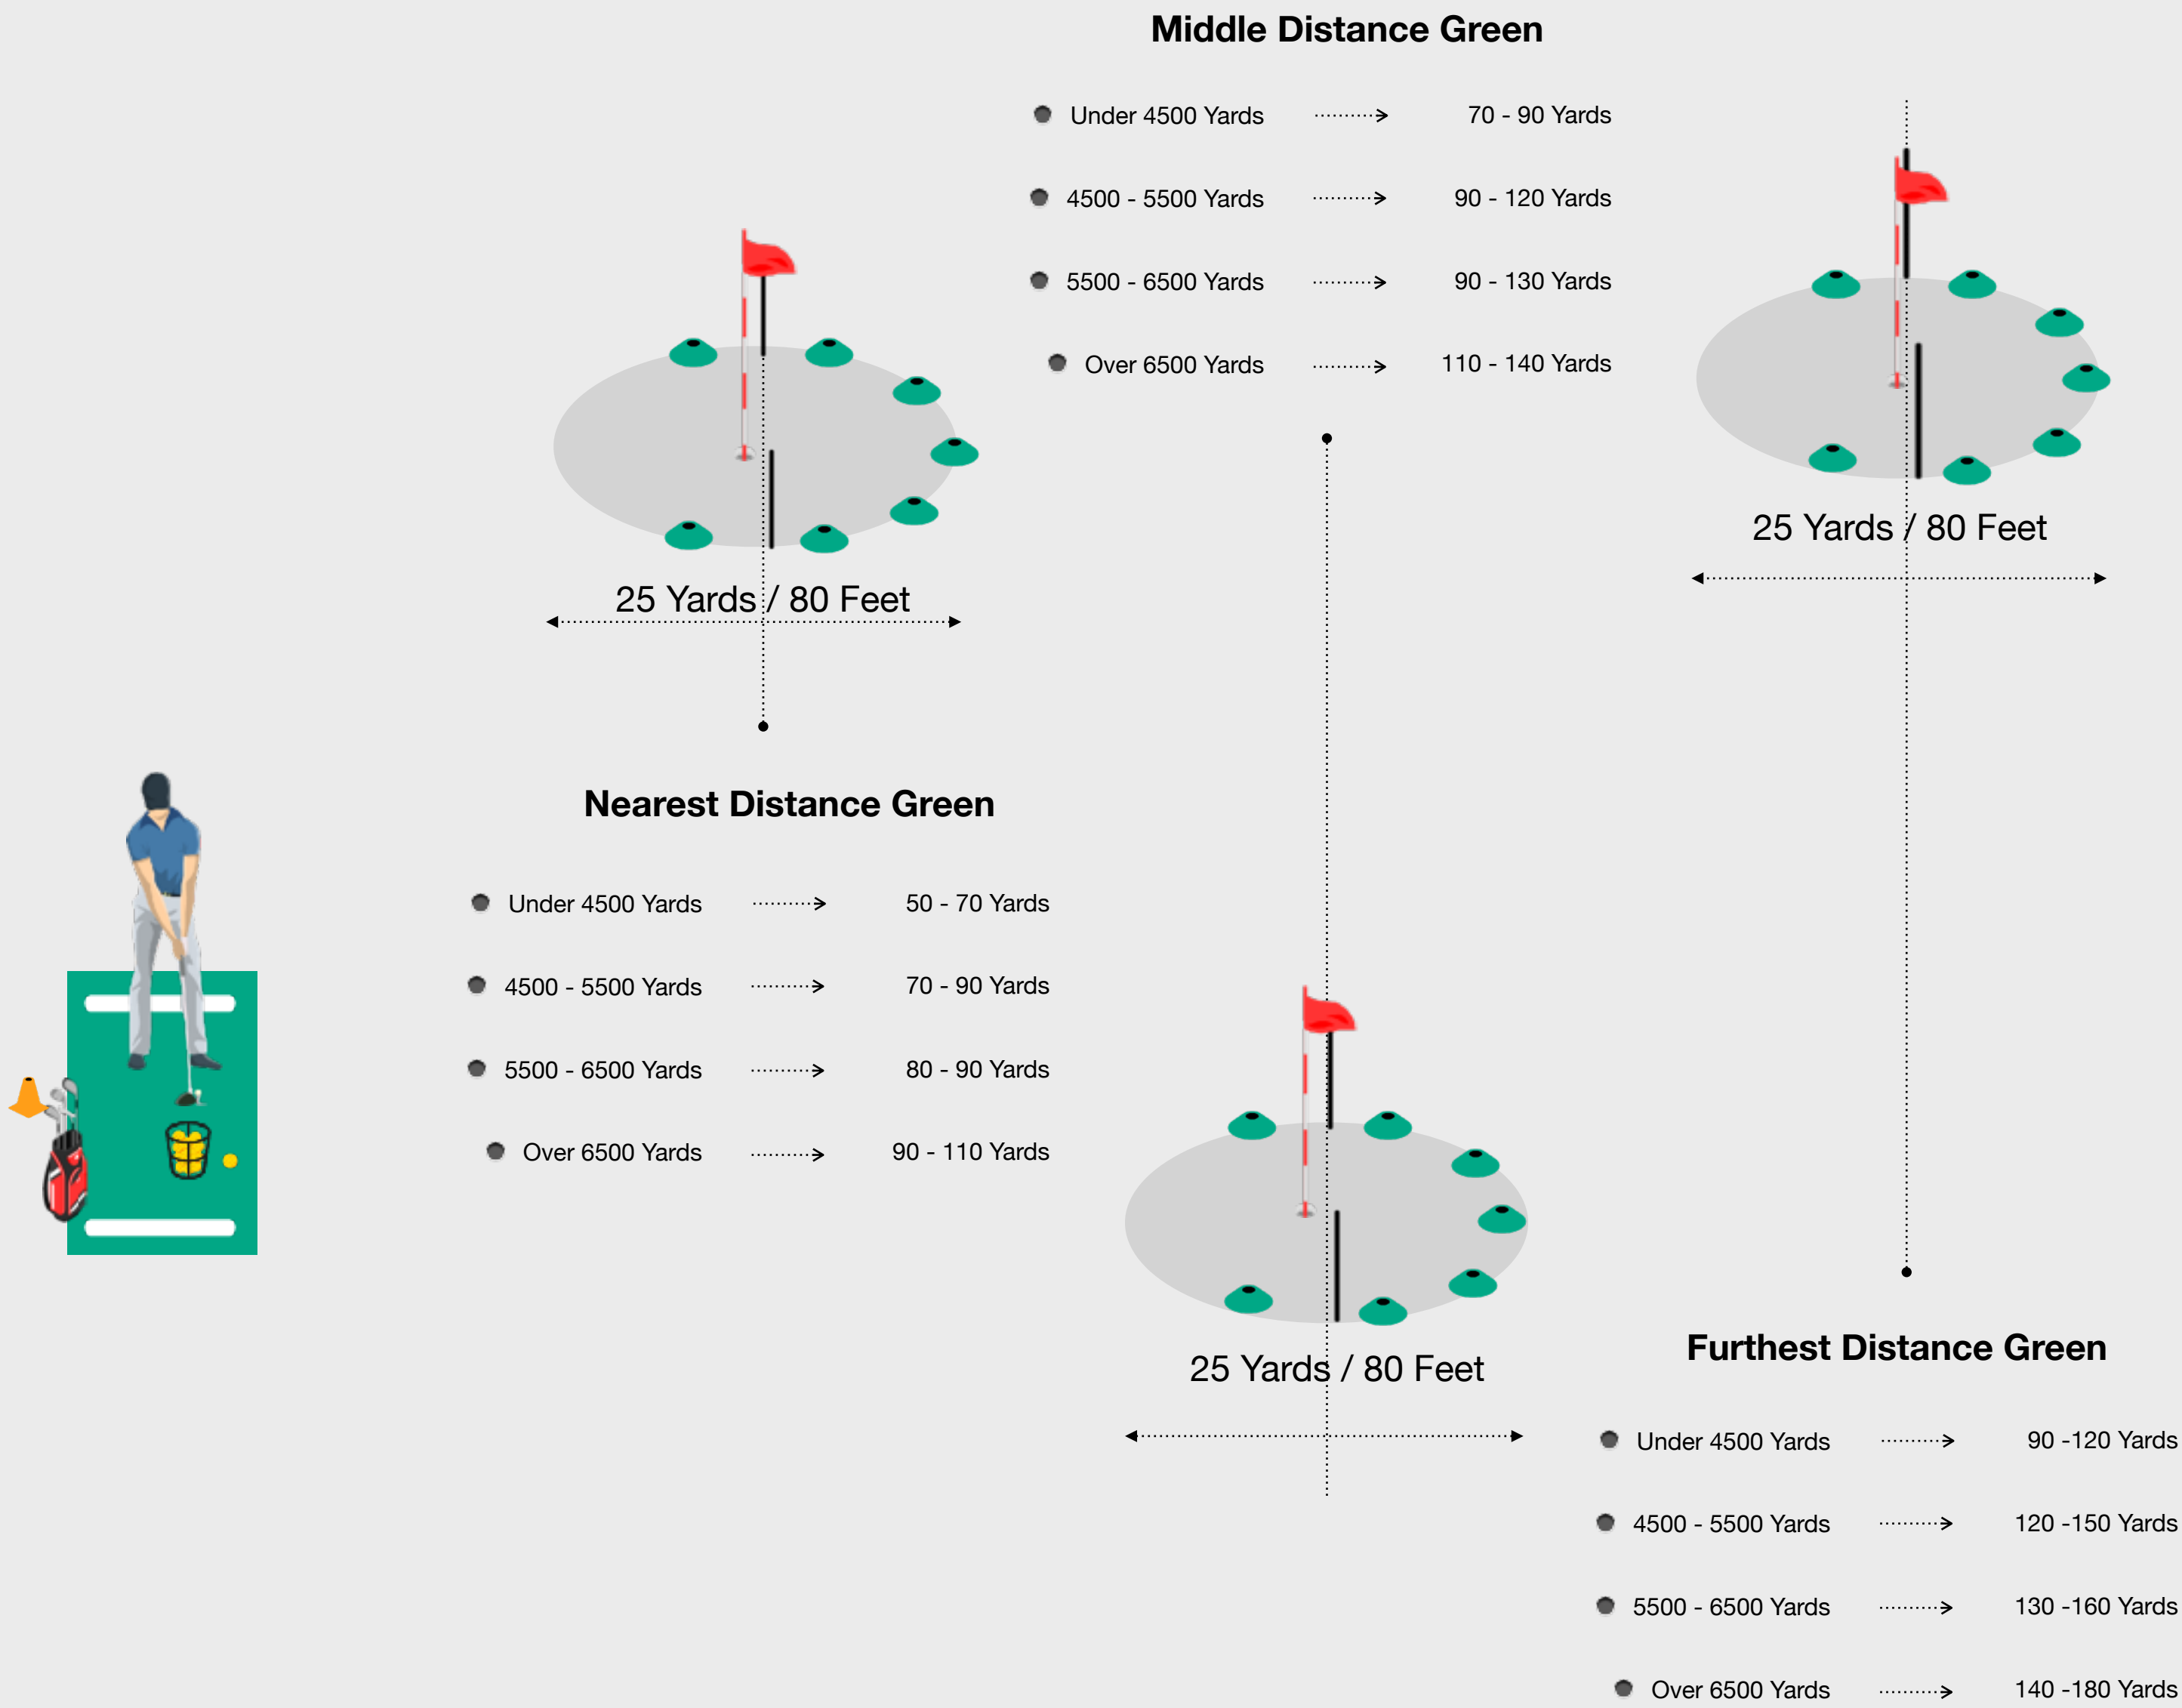 Middle Distance Green
Under 4500 Yards 70 - 90 Yards
4500 - 5500 Yards 90 - 120 Yards
5500 - 6500 Yards 90 - 130 Yards
Over 6500 Yards 110 - 140 Yards
25 Yards / 80 Feet
25 Yards / 80 Feet
Nearest Distance Green
Under 4500 Yards 50 - 70 Yards
4500 - 5500 Yards 70 - 90 Yards
5500 - 6500 Yards 80 - 90 Yards
Over 6500 Yards 90 - 110 Yards
25 Yards / 80 Feet
Furthest Distance Green
Under 4500 Yards 90 -120 Yards
4500 - 5500 Yards 120 -150 Yards
5500 - 6500 Yards 130 -160 Yards
Over 6500 Yards 140 -180 Yards